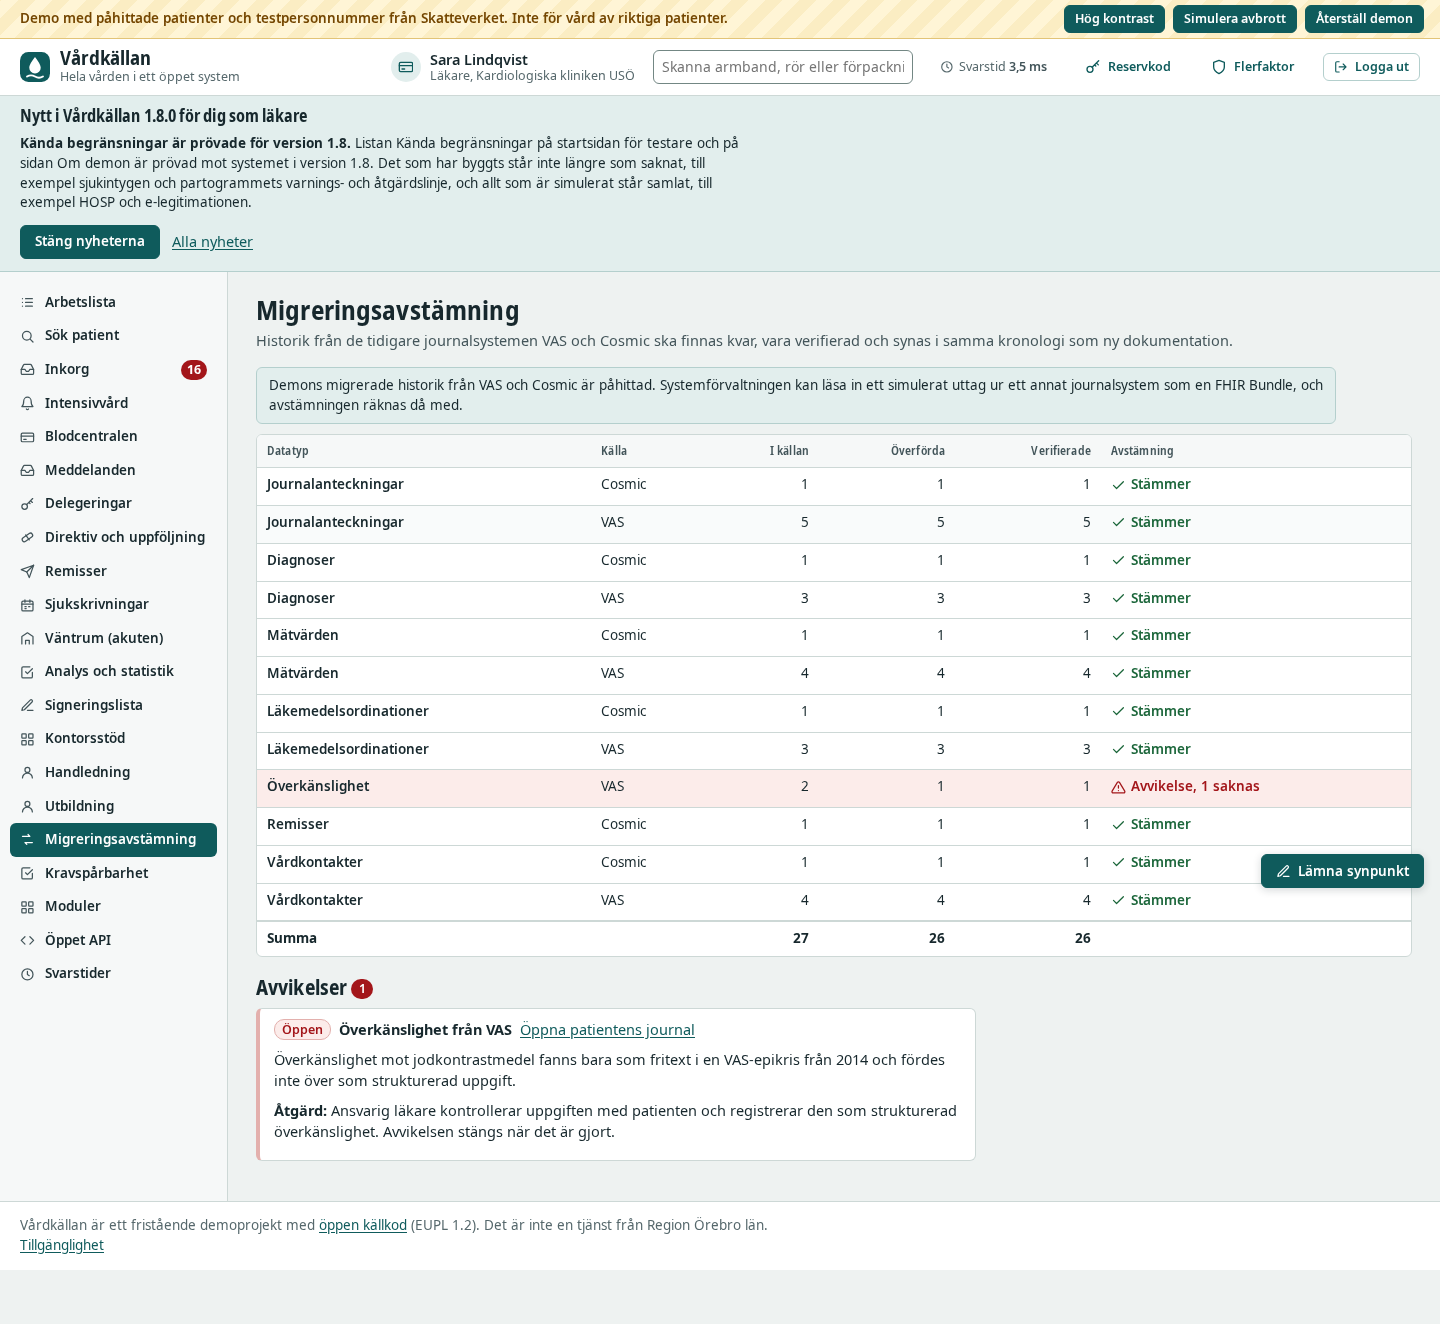 Demo med påhittade patienter och testpersonnummer från Skatteverket. Inte för vård av riktiga patienter.
Hög kontrast
Simulera avbrott
Återställ demon
Vårdkällan
Hela vården i ett öppet system
Sara Lindqvist
Läkare, Kardiologiska kliniken USÖ
Skanna armband, rör eller förpackni
Svarstid 3,5 ms
Reservkod
Flerfaktor
Logga ut
Nytt i Vårdkällan 1.8.0 för dig som läkare
Kända begränsningar är prövade för version 1.8. Listan Kända begränsningar på startsidan för testare och på
sidan Om demon är prövad mot systemet i version 1.8. Det som har byggts står inte längre som saknat, till
exempel sjukintygen och partogrammets varnings- och åtgärdslinje, och allt som är simulerat står samlat, till
exempel HOSP och e-legitimationen.
Stäng nyheterna
Alla nyheter
Arbetslista
Sök patient
Inkorg 16
Intensivvård
Blodcentralen
Meddelanden
Delegeringar
Direktiv och uppföljning
Remisser
Sjukskrivningar
Väntrum (akuten)
Analys och statistik
Signeringslista
Kontorsstöd
Handledning
Utbildning
Migreringsavstämning
Kravspårbarhet
Moduler
Öppet API
Svarstider
Migreringsavstämning
Historik från de tidigare journalsystemen VAS och Cosmic ska finnas kvar, vara verifierad och synas i samma kronologi som ny dokumentation.
Demons migrerade historik från VAS och Cosmic är påhittad. Systemförvaltningen kan läsa in ett simulerat uttag ur ett annat journalsystem som en FHIR Bundle, och
avstämningen räknas då med.
Datatyp Källa I källan Överförda Verifierade Avstämning
Journalanteckningar Cosmic 1 1 1 Stämmer
Journalanteckningar VAS 5 5 5 Stämmer
Diagnoser Cosmic 1 1 1 Stämmer
Diagnoser VAS 3 3 3 Stämmer
Mätvärden Cosmic 1 1 1 Stämmer
Mätvärden VAS 4 4 4 Stämmer
Läkemedelsordinationer Cosmic 1 1 1 Stämmer
Läkemedelsordinationer VAS 3 3 3 Stämmer
Överkänslighet VAS 2 1 1 Avvikelse, 1 saknas
Remisser Cosmic 1 1 1 Stämmer
Vårdkontakter Cosmic 1 1 1 Stämmer
Vårdkontakter VAS 4 4 4 Stämmer
Summa 27 26 26
Lämna synpunkt
Avvikelser 1
Öppen Överkänslighet från VAS Öppna patientens journal
Överkänslighet mot jodkontrastmedel fanns bara som fritext i en VAS-epikris från 2014 och fördes
inte över som strukturerad uppgift.
Åtgärd: Ansvarig läkare kontrollerar uppgiften med patienten och registrerar den som strukturerad
överkänslighet. Avvikelsen stängs när det är gjort.
Vårdkällan är ett fristående demoprojekt med öppen källkod (EUPL 1.2). Det är inte en tjänst från Region Örebro län.
Tillgänglighet